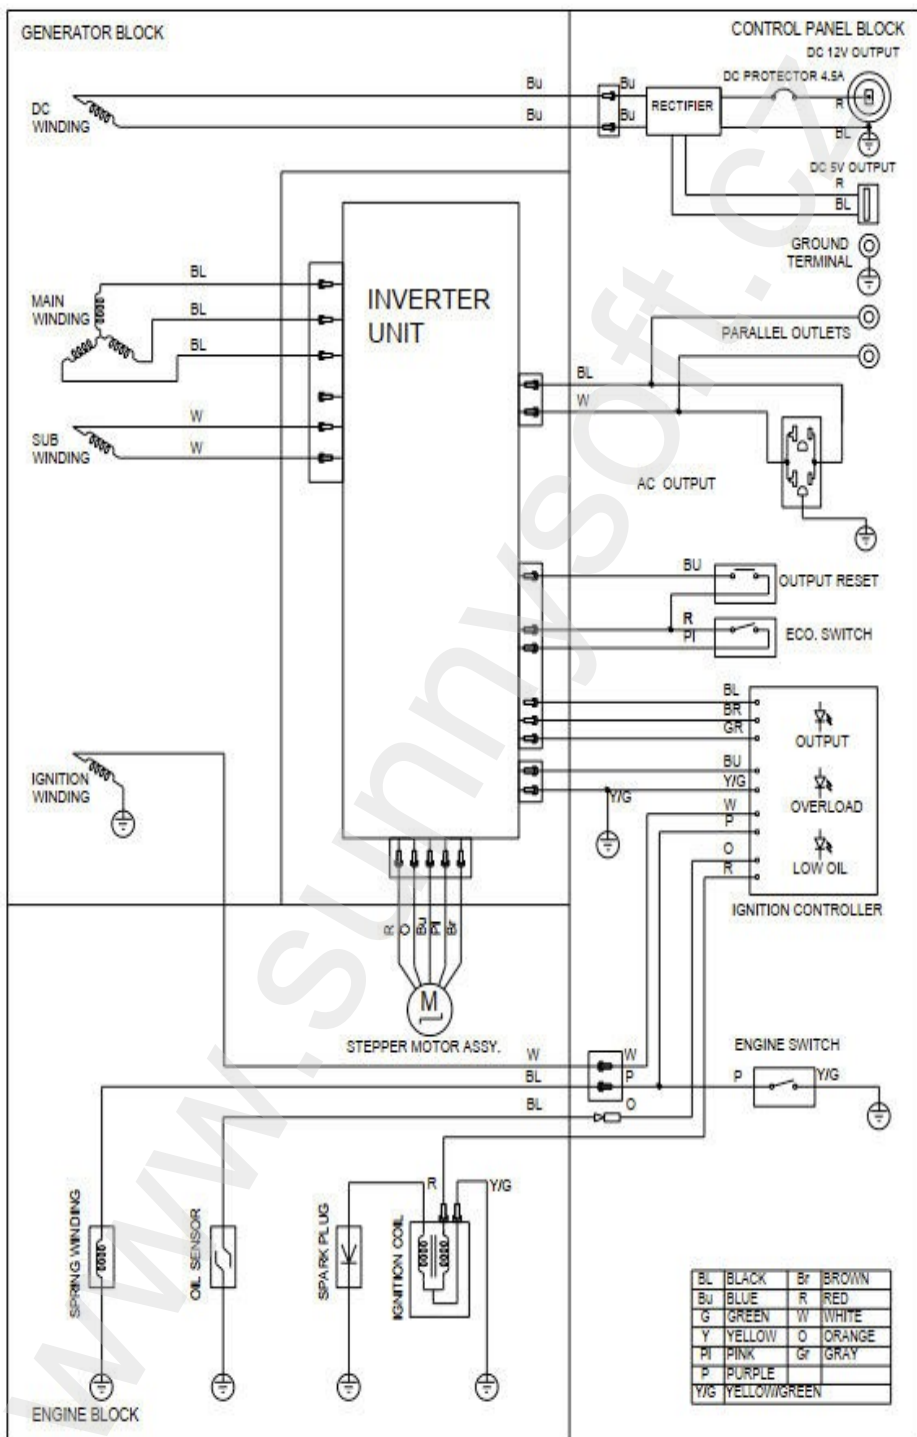 GENERATOR BLOCK
CONTROL PANEL BLOCK
DC 12V OUTPUT
DC PROTECTOR 4.5A
Bu
Bu
R
DC
WINDING
RECTIFIER
Bu
Bu
BL
DC 5V OUTPUT
R
BL
GROUND
TERMINAL
BL
MAIN
WINDING
BL
BL
INVERTER
UNIT
PARALLEL OUTLETS
BL
W
W
SUB
WINDING
W
AC OUTPUT
BU
OUTPUT RESET
R
PI
ECO. SWITCH
BL
BR
GR
OUTPUT
IGNITION
WINDING
BU
Y/G
Y/G
OVERLOAD
W
P
O
R
LOW OIL
IGNITION CONTROLLER
R
O
Bu
PI
Br
M
STEPPER MOTOR ASSY.
W
W
ENGINE SWITCH
BL
P
P
Y/G
BL
O
SPRING WINDING
OIL SENSOR
SPARK PLUG
IGNITION COIL
R
Y/G
BL BLACK Br BROWN
Bu BLUE R RED
G GREEN W WHITE
Y YELLOW O ORANGE
PI PINK Gr GRAY
P PURPLE
Y/G YELLOW/GREEN
ENGINE BLOCK
www.sunnysoft.cz